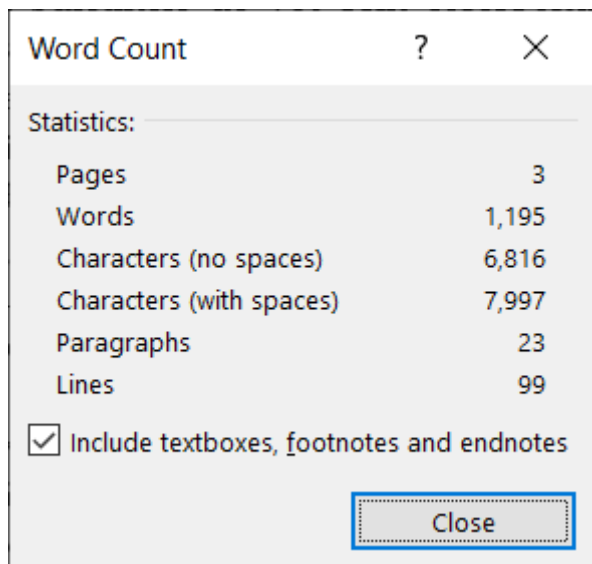 Word Count ?
Statistics:
Pages 3
Words 1,195
Characters (no spaces) 6,816
Characters (with spaces) 7,997
Paragraphs 23
Lines 99
Include textboxes, footnotes and endnotes
Close